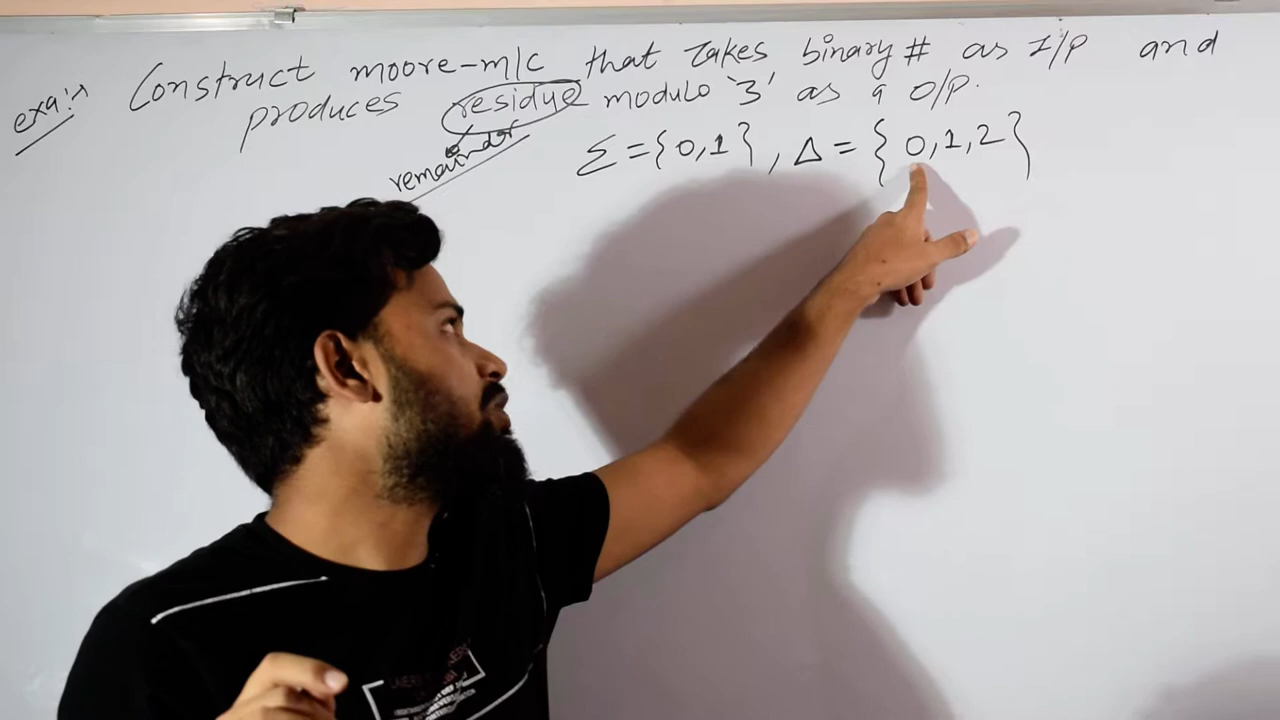 exa:-> Construct moore-m/c that takes binary # as I/P and
produces residue modulo '3' as a O/P.
remainder
Σ = {0,1}, Δ = {0,1,2}